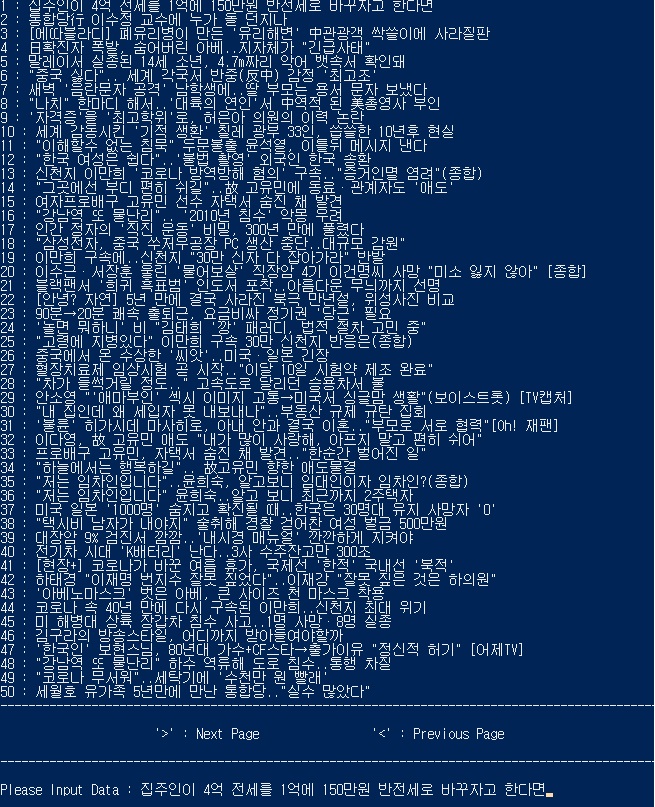 1 : 집주인이 4억 전세를 1억에 150만원 반전세로 바꾸자고 한다면
2 : 통합당行 이수정 교수에 누가 돌 던지나
3 : [에따블라디] 폐유리병이 만든 '유리해변' 中관광객 싹쓸이에 사라질판
4 : 日확진자 폭발, 숨어버린 아베..지자체가 "긴급사태"
5 : 말레이서 실종된 14세 소년, 4.7m짜리 악어 뱃속서 확인돼
6 : "중국 싫다".. 세계 각국서 반중(反中) 감정 '최고조'
7 : 새벽 '음란문자 공격' 남학생에..딸 부모는 용서 문자 보냈다
8 : "나치" 한마디 해서..'대륙의 연인'서 中역적 된 美총영사 부인
9 : '자격증'을 '최고학위'로, 허은아 의원의 이력 논란
10 : 세계 감동시킨 '기적 생환' 칠레 광부 33인, 씁쓸한 10년후 현실
11 : "이해할수 없는 침묵" 두문불출 윤석열, 이틀뒤 메시지 낸다
12 : "한국 여성은 쉽다"..'불법 촬영' 외국인 한국 송환
13 : 신천지 이만희 '코로나 방역방해 혐의' 구속.."증거인멸 염려"(종합)
14 : "그곳에선 부디 편히 쉬길"..故 고유민에 동료·관계자도 '애도'
15 : 여자프로배구 고유민 선수 자택서 숨진 채 발견
16 : "강남역 또 물난리".. '2010년 침수' 악몽 우려
17 : 인간 정자의 '직진 운동' 비밀, 300년 만에 풀렸다
18 : "삼성전자, 중국 쑤저우공장 PC 생산 중단..대규모 감원"
19 : 이만희 구속에..신천지 "30만 신자 다 잡아가라" 반발
20 : 이수근·서장훈 울린 '물어보살' 직장암 4기 이건명씨 사망 "미소 잃지 않아" [종합]
21 : 블랙팬서 '희귀 흑표범' 인도서 포착..아름다운 무늬까지 선명
22 : [안녕? 자연] 5년 만에 결국 사라진 북극 만년설, 위성사진 비교
23 : 90분→20분 쾌속 출퇴근, 요금비싸 정기권 '당근' 필요
24 : '놀면 뭐하니' 비 "김태희 '깡' 패러디, 법적 절차 고민 중"
25 : "고령에 지병있다" 이만희 구속 30만 신천지 반응은(종합)
26 : 중국에서 온 수상한 '씨앗'..미국·일본 긴장
27 : 혈장치료제 임상시험 곧 시작.."이달 10일 시험약 제조 완료"
28 : "차가 들썩거릴 정도.." 고속도로 달리던 승용차서 불
29 : 안소영 "'애마부인' 섹시 이미지 고통→미국서 싱글맘 생활"(보이스트롯) [TV캡처]
30 : "내 집인데 왜 세입자 못 내보내나"..부동산 규제 규탄 집회
31 : '불륜' 히가시데 마사히로, 아내 안과 결국 이혼.."부모로 서로 협력"[Oh! 재팬]
32 : 이다영, 故 고유민 애도 "내가 많이 사랑해, 아프지 말고 편히 쉬어"
33 : 프로배구 고유민, 자택서 숨진 채 발견.."한순간 벌어진 일"
34 : "하늘에서는 행복하길".. 故고유민 향한 애도물결
35 : "저는 임차인입니다"..윤희숙, 알고보니 임대인이자 임차인?(종합)
36 : "저는 임차인입니다" 윤희숙..알고 보니 최근까지 2주택자
37 : 미국 일본 '1000명' 숨지고 확진될 때..한국은 30명대 유지 사망자 '0'
38 : "택시비 남자가 내야지" 술취해 경찰 걷어찬 여성 벌금 500만원
39 : 대장암 9% 검진서 깜깜..'내시경 매뉴얼' 깐깐하게 지켜야
40 : 전기차 시대 'K배터리' 난다..3사 수주잔고만 300조
41 : [현장+] 코로나가 바꾼 여름 휴가, 국제선 '한적' 국내선 '북적'
42 : 하태경 "이재명 번지수 잘못 짚었다"..이재강 "잘못 짚은 것은 하의원"
43 : '아베노마스크' 벗은 아베, 큰 사이즈 천 마스크 착용
44 : 코로나 속 40년 만에 다시 구속된 이만희..신천지 최대 위기
45 : 미 해병대 상륙 장갑차 침수 사고..1명 사망·8명 실종
46 : 김구라의 방송스타일, 어디까지 받아들여야할까
47 : '한국인' 보현스님, 80년대 가수+CF스타→출가이유 "정신적 허기" [어제TV]
48 : "강남역 또 물난리" 하수 역류해 도로 침수..통행 차질
49 : "코로나 무서워"..세탁기에 '수천만 원 빨래'
50 : 세월호 유가족 5년만에 만난 통합당.."실수 많았다"
'>' : Next Page '<' : Previous Page
Please Input Data : 집주인이 4억 전세를 1억에 150만원 반전세로 바꾸자고 한다면